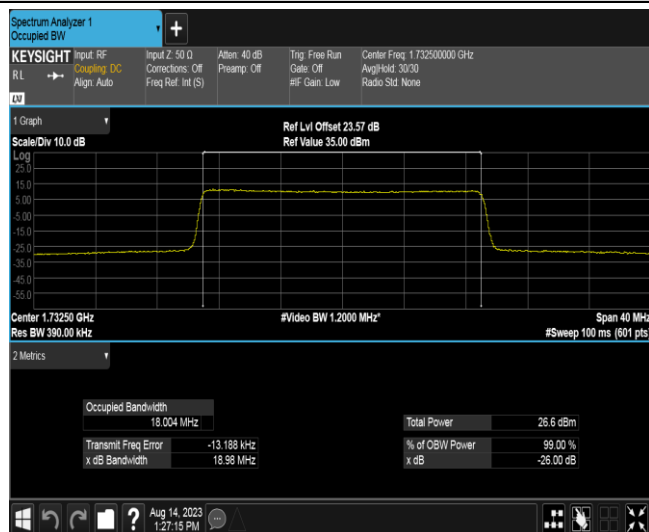 Spectrum Analyzer 1
Occupied BW
KEYSIGHT
Input: RF
Coupling: DC
Align: Auto
Input Z: 50 Ω
Corrections: Off
Freq Ref: Int (S)
Atten: 40 dB
Preamp: Off
Trig: Free Run
Gate: Off
#IF Gain: Low
Center Freq: 1.732500000 GHz
Avg|Hold: 30/30
Radio Std: None
RL
LXI
1 Graph
Scale/Div 10.0 dB
Ref Lvl Offset 23.57 dB
Ref Value 35.00 dBm
Log
25.0
15.0
5.00
-5.00
-15.0
-25.0
-35.0
-45.0
-55.0
Center 1.73250 GHz
Res BW 390.00 kHz
#Video BW 1.2000 MHz*
Span 40 MHz
#Sweep 100 ms (601 pts)
2 Metrics
Occupied Bandwidth
18.004 MHz
Transmit Freq Error -13.188 kHz
x dB Bandwidth 18.98 MHz
Total Power 26.6 dBm
% of OBW Power 99.00 %
x dB -26.00 dB
?
Aug 14, 2023
1:27:15 PM